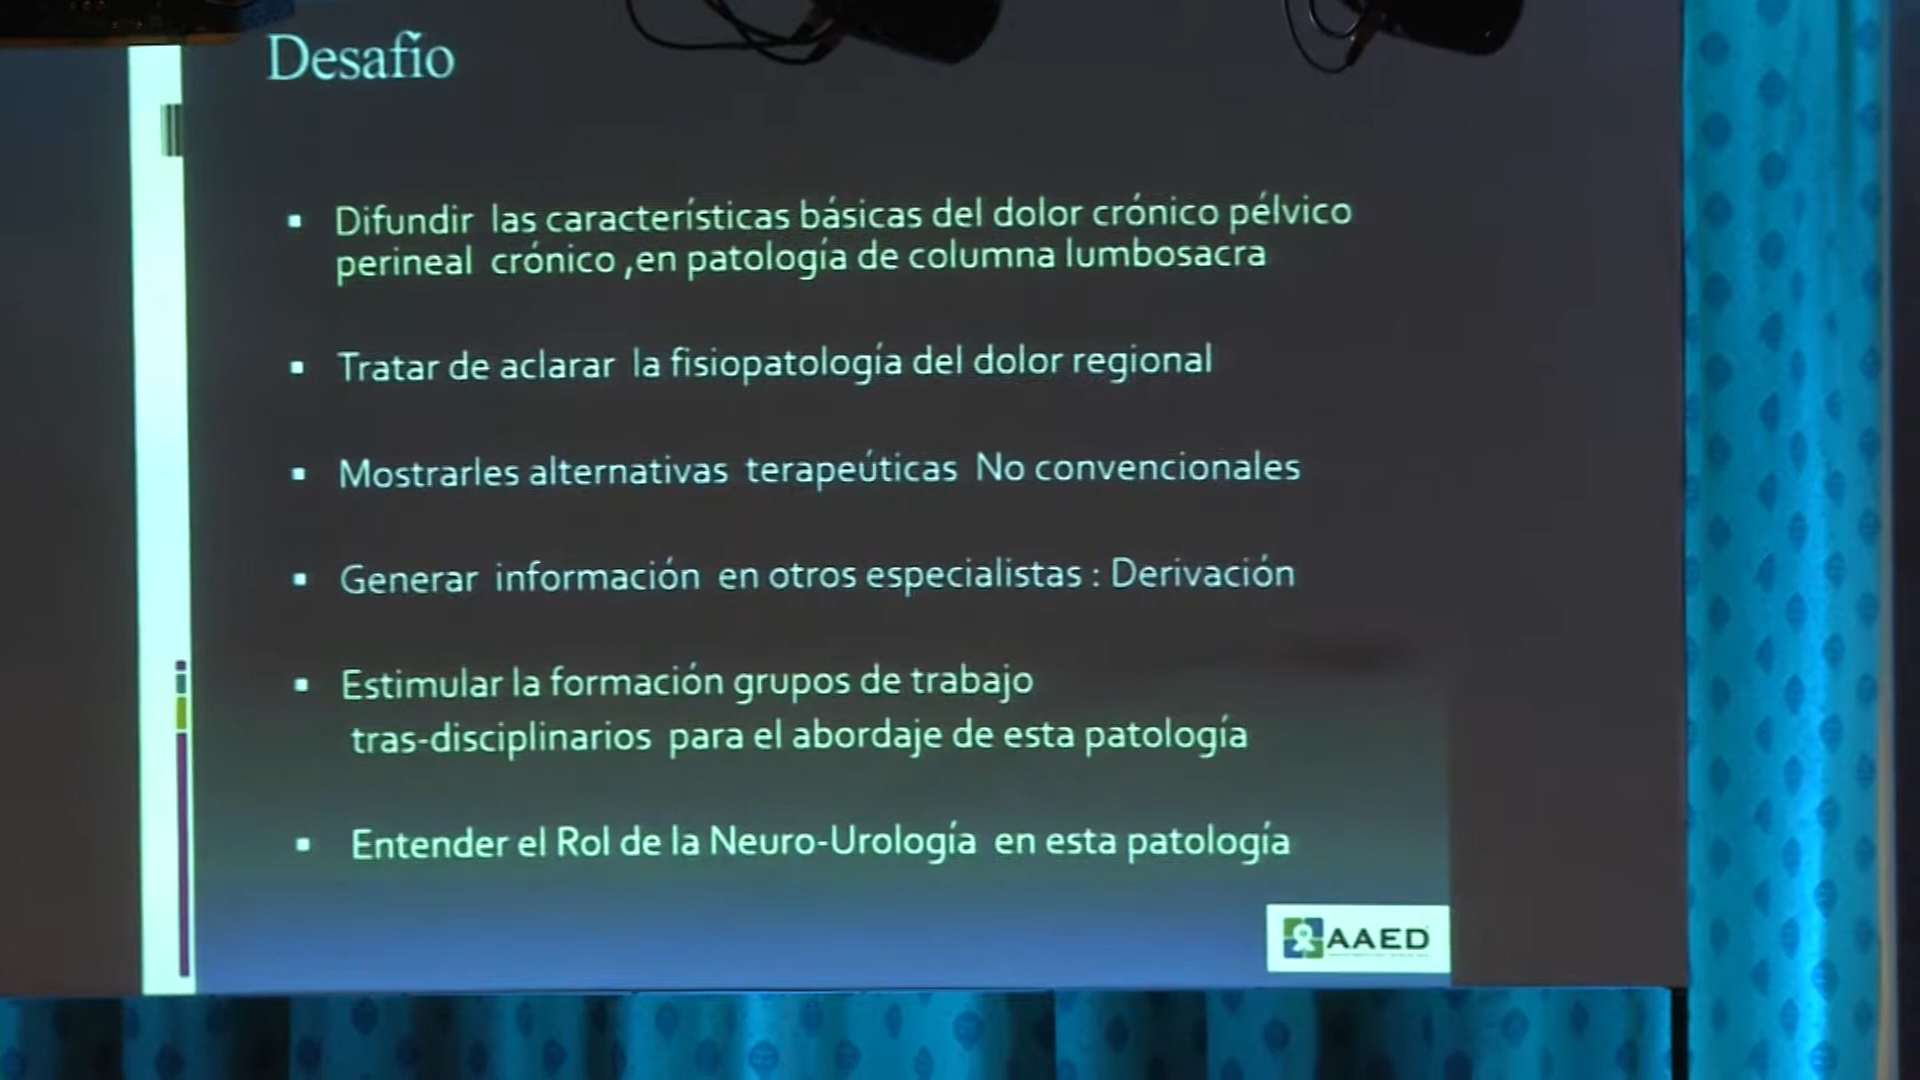 Desafío
▪ Difundir las características básicas del dolor crónico pélvico
perineal crónico ,en patología de columna lumbosacra
▪ Tratar de aclarar la fisiopatología del dolor regional
▪ Mostrarles alternativas terapeúticas No convencionales
▪ Generar información en otros especialistas : Derivación
▪ Estimular la formación grupos de trabajo
tras-disciplinarios para el abordaje de esta patología
▪ Entender el Rol de la Neuro-Urología en esta patología
AAED